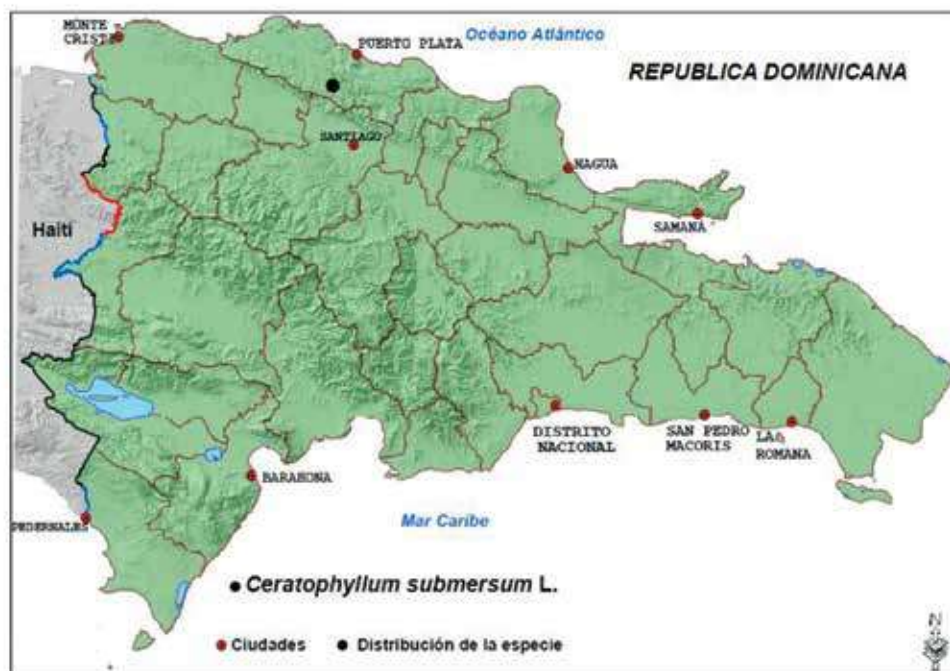 MONTE -
CRISTI
PUERTO PLATA
Océano Atlántico
REPUBLICA DOMINICANA
SANTIAGO
NAGUA
Haití
SAMANÁ
DISTRITO
NACIONAL
SAN PEDRO
MACORIS
LA
ROMANA
BARAHONA
PEDERNALES
Mar Caribe
Ceratophyllum submersum L.
Ciudades
Distribución de la especie
N